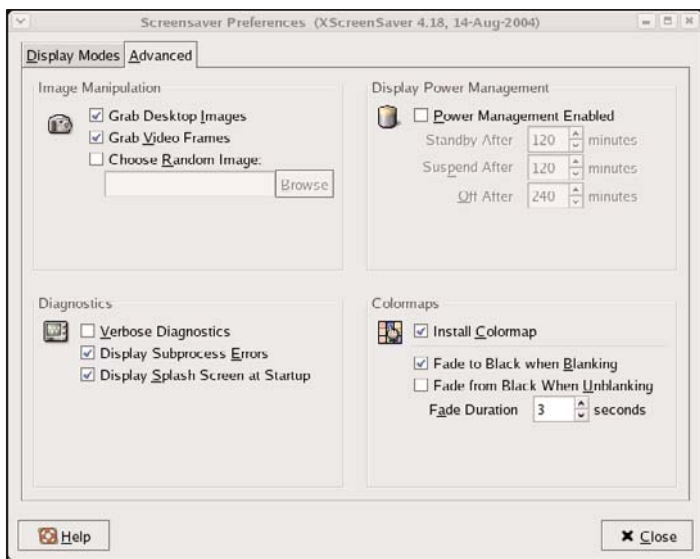 Screensaver Preferences (XScreenSaver 4.18, 14-Aug-2004)
Display Modes
Advanced
Image Manipulation
Grab Desktop Images
Grab Video Frames
Choose Random Image:
Browse
Display Power Management
Power Management Enabled
Standby After 120 minutes
Suspend After 120 minutes
Off After 240 minutes
Diagnostics
Verbose Diagnostics
Display Subprocess Errors
Display Splash Screen at Startup
Colormaps
Install Colormap
Fade to Black when Blanking
Fade from Black When Unblanking
Fade Duration 3 seconds
Help
Close